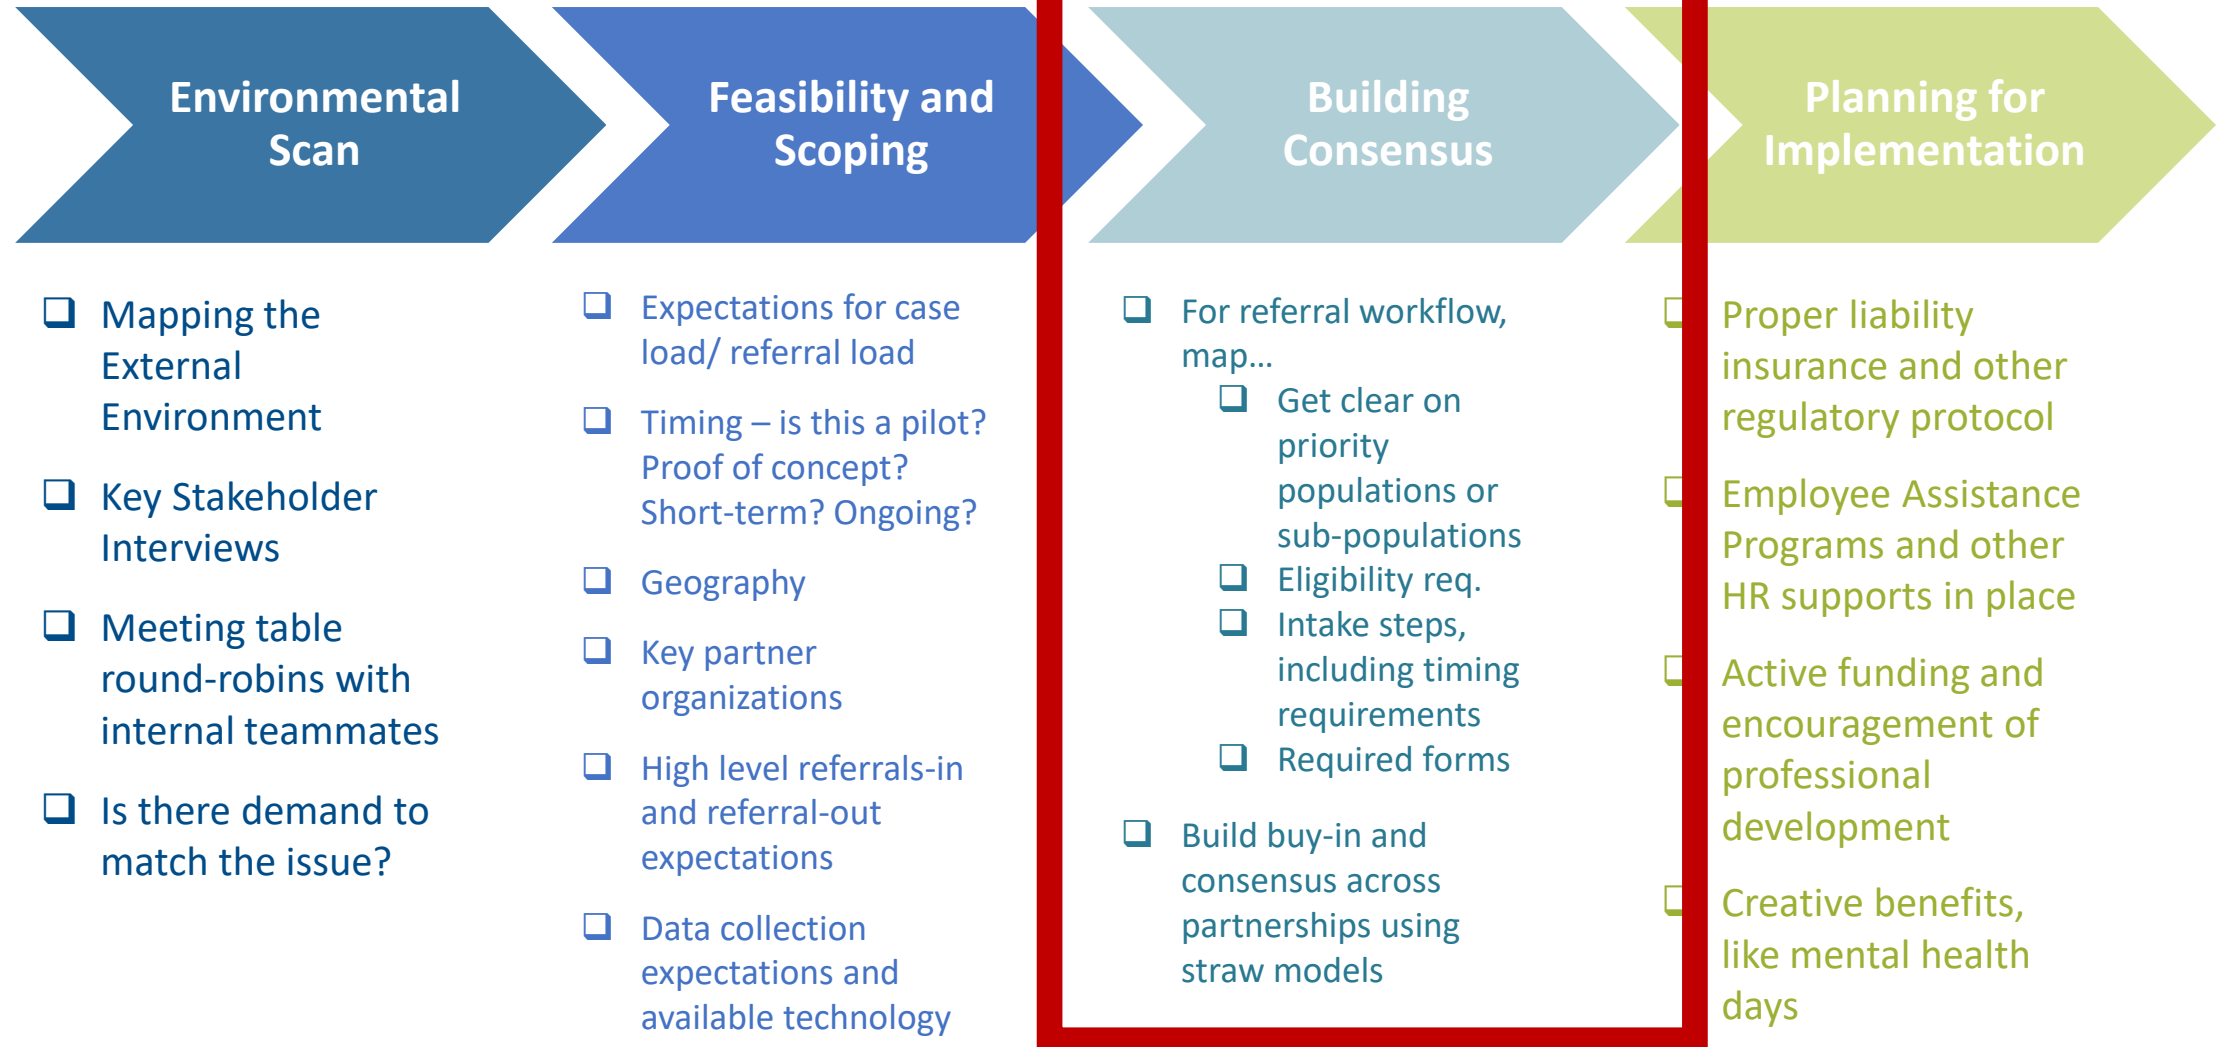 Environmental
Scan
Feasibility and
Scoping
Building
Consensus
Planning for
Implementation
Mapping the
External
Environment
Key Stakeholder
Interviews
Meeting table
round-robins with
internal teammates
Is there demand to
match the issue?
Expectations for case
load/ referral load
Timing – is this a pilot?
Proof of concept?
Short-term? Ongoing?
Geography
Key partner
organizations
High level referrals-in
and referral-out
expectations
Data collection
expectations and
available technology
For referral workflow,
map...
Get clear on
priority
populations or
sub-populations
Eligibility req.
Intake steps,
including timing
requirements
Required forms
Build buy-in and
consensus across
partnerships using
straw models
Proper liability
insurance and other
regulatory protocol
Employee Assistance
Programs and other
HR supports in place
Active funding and
encouragement of
professional
development
Creative benefits,
like mental health
days